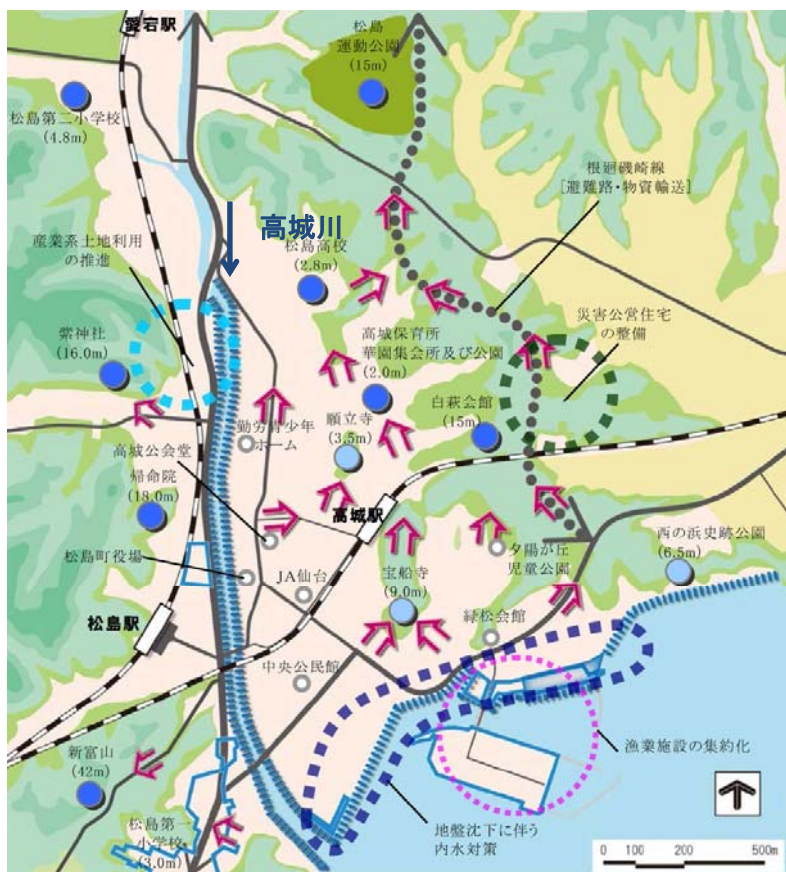 愛宕駅
松島
運動公園
(15m)
松島第二小学校
(4.8m)
根廻磯崎線
[避難路・物資輸送]
高城川
産業系土地利用
の推進
松島高校
(2.8m)
災害公営住宅
の整備
紫神社
(16.0m)
高城保育所
華園集会所及び公園
(2.0m)
白萩会館
(15m)
勤労青少年
ホーム
願立寺
(3.5m)
高城公会堂
帰命院
(18.0m)
高城駅
西の浜史跡公園
(6.5m)
夕陽が丘
児童公園
松島町役場
JA仙台
宝船寺
(9.0m)
松島駅
緑松会館
中央公民館
新富山
(42m)
漁業施設の集約化
松島第一
小学校
(3.0m)
地盤沈下に伴う
内水対策
0 100 200 500m